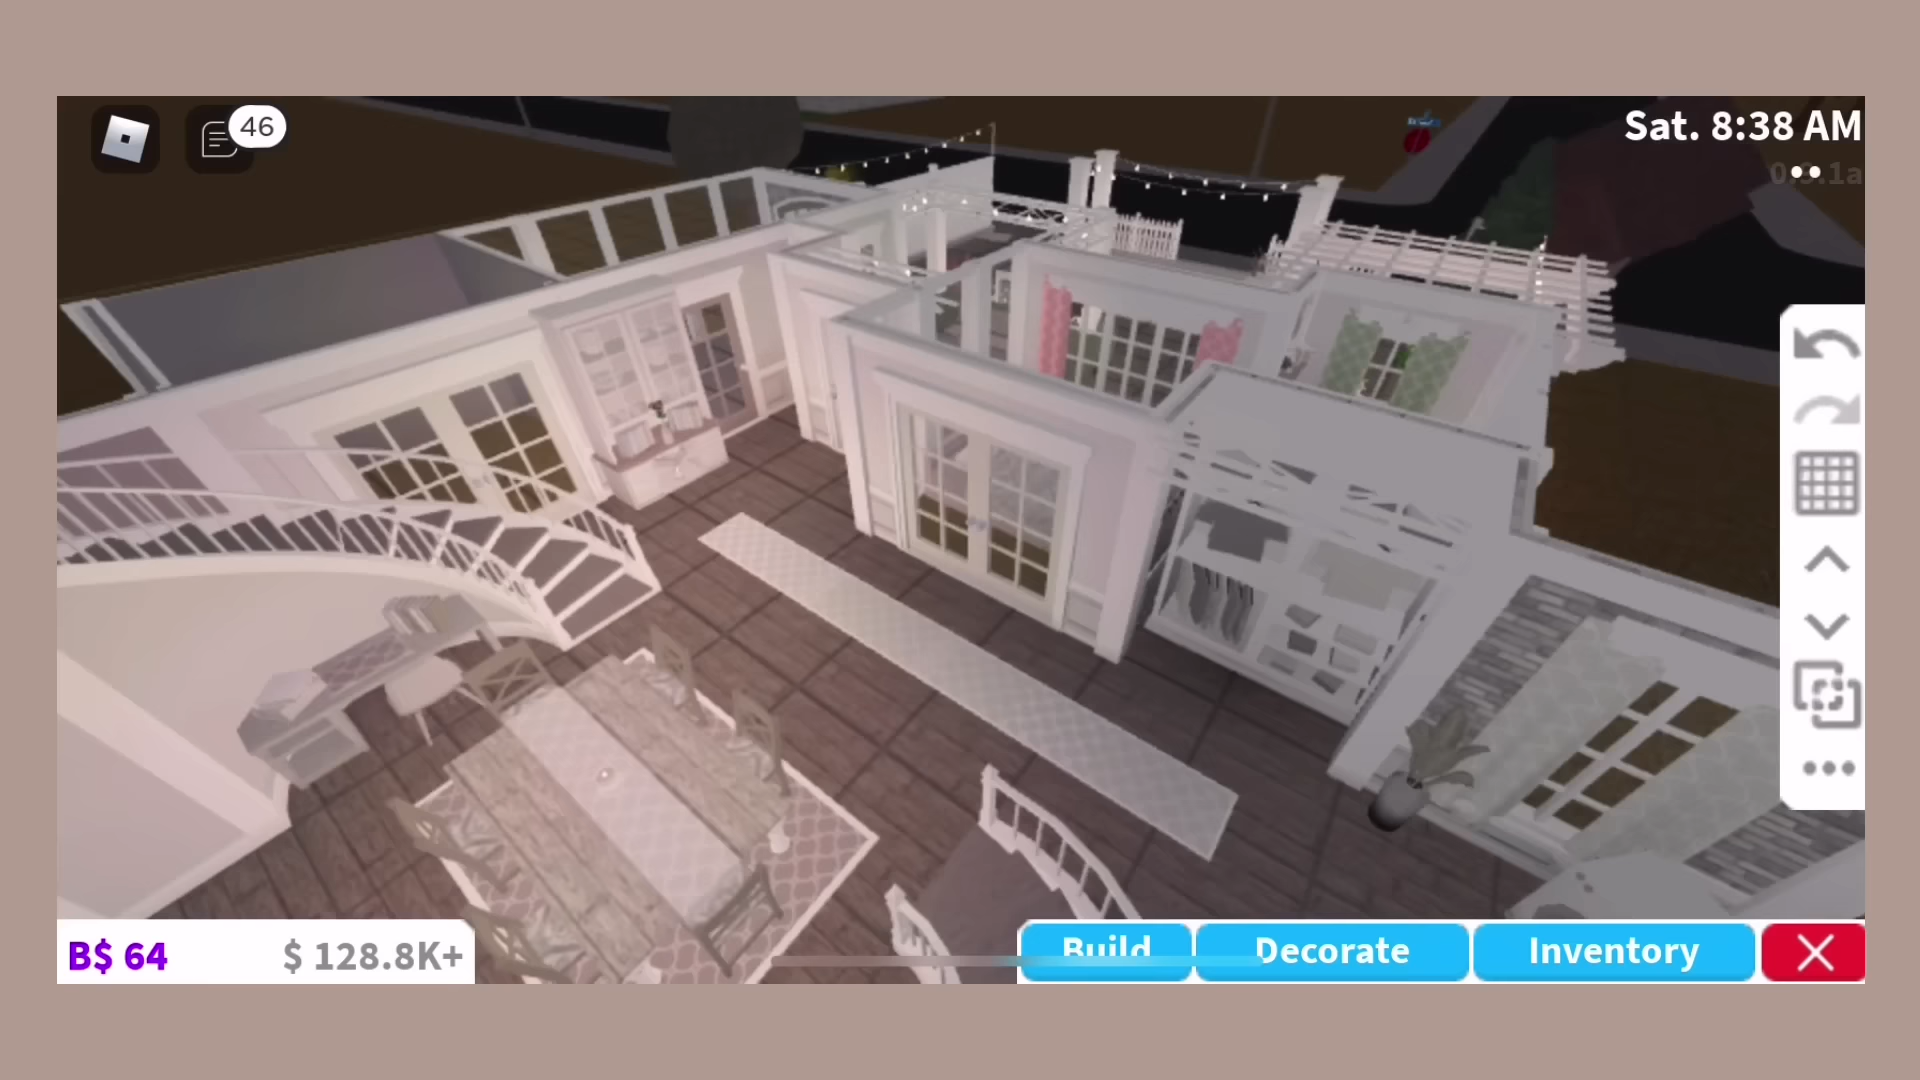 46
Sat. 8:38 AM
B$ 64
$ 128.8K+
Build
Decorate
Inventory